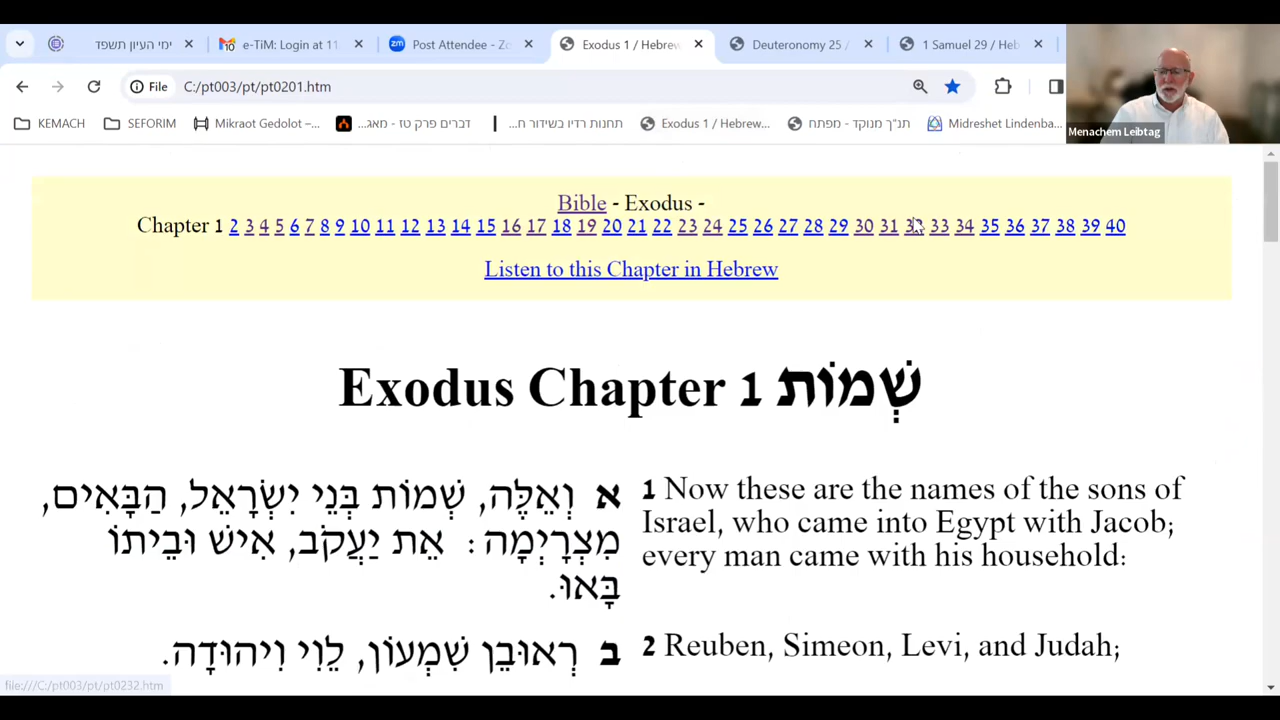 ימי העיון תשפד
e-TiM: Login at 11
Post Attendee - Zo
Exodus 1 / Hebrew
Deuteronomy 25 /
1 Samuel 29 / Heb
File C:/pt003/pt/pt0201.htm
KEMACH SEFORIM Mikraot Gedolot –... דברים פרק טז - מאג... תחנות רדיו בשידור ח... Exodus 1 / Hebrew... תנ"ך מנוקד - מפתח Midreshet Lindenba...
Menachem Leibtag
Bible - Exodus -
Chapter 1 2 3 4 5 6 7 8 9 10 11 12 13 14 15 16 17 18 19 20 21 22 23 24 25 26 27 28 29 30 31 32 33 34 35 36 37 38 39 40
Listen to this Chapter in Hebrew
Exodus Chapter 1 שְׁמוֹת
א וְאֵלֶּה, שְׁמוֹת בְּנֵי יִשְׂרָאֵל, הַבָּאִים,
מִצְרָיְמָה: אֵת יַעֲקֹב, אִישׁ וּבֵיתוֹ
בָּאוּ.
1 Now these are the names of the sons of
Israel, who came into Egypt with Jacob;
every man came with his household:
ב רְאוּבֵן שִׁמְעוֹן, לֵוִי וִיהוּדָה.
2 Reuben, Simeon, Levi, and Judah;
file:///C:/pt003/pt/pt0232.htm